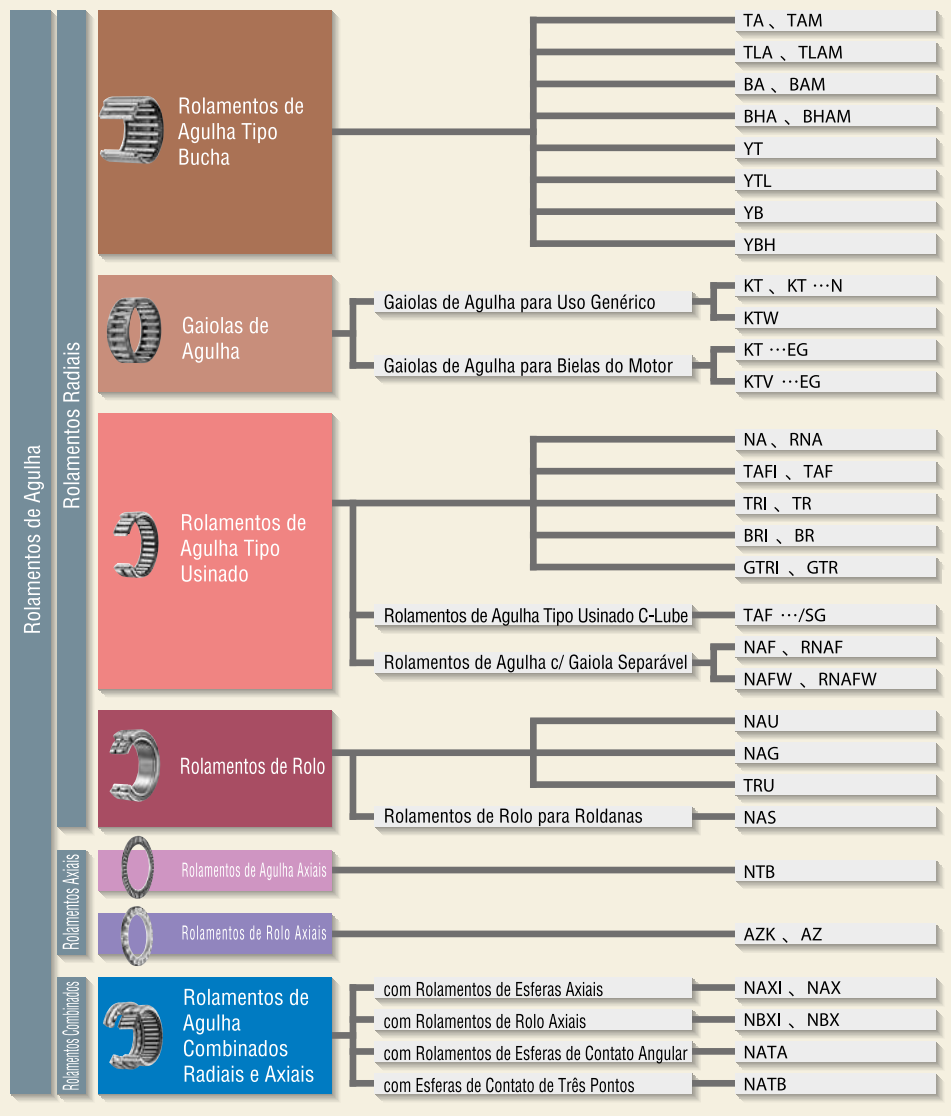 Rolamentos de Agulha
Rolamentos Radiais
Rolamentos de
Agulha Tipo
Bucha
TA 、 TAM
TLA 、 TLAM
BA 、 BAM
BHA 、 BHAM
YT
YTL
YB
YBH
Gaiolas de
Agulha
Gaiolas de Agulha para Uso Genérico
KT 、 KT ···N
KTW
Gaiolas de Agulha para Bielas do Motor
KT ···EG
KTV ···EG
Rolamentos de
Agulha Tipo
Usinado
NA 、 RNA
TAFI 、 TAF
TRI 、 TR
BRI 、 BR
GTRI 、 GTR
Rolamentos de Agulha Tipo Usinado C-Lube
TAF ···/SG
Rolamentos de Agulha c/ Gaiola Separável
NAF 、 RNAF
NAFW 、 RNAFW
Rolamentos de Rolo
NAU
NAG
TRU
Rolamentos de Rolo para Roldanas
NAS
Rolamentos Axiais
Rolamentos de Agulha Axiais
NTB
Rolamentos de Rolo Axiais
AZK 、 AZ
Rolamentos Combinados
Rolamentos de
Agulha
Combinados
Radiais e Axiais
com Rolamentos de Esferas Axiais
NAXI 、 NAX
com Rolamentos de Rolo Axiais
NBXI 、 NBX
com Rolamentos de Esferas de Contato Angular
NATA
com Esferas de Contato de Três Pontos
NATB